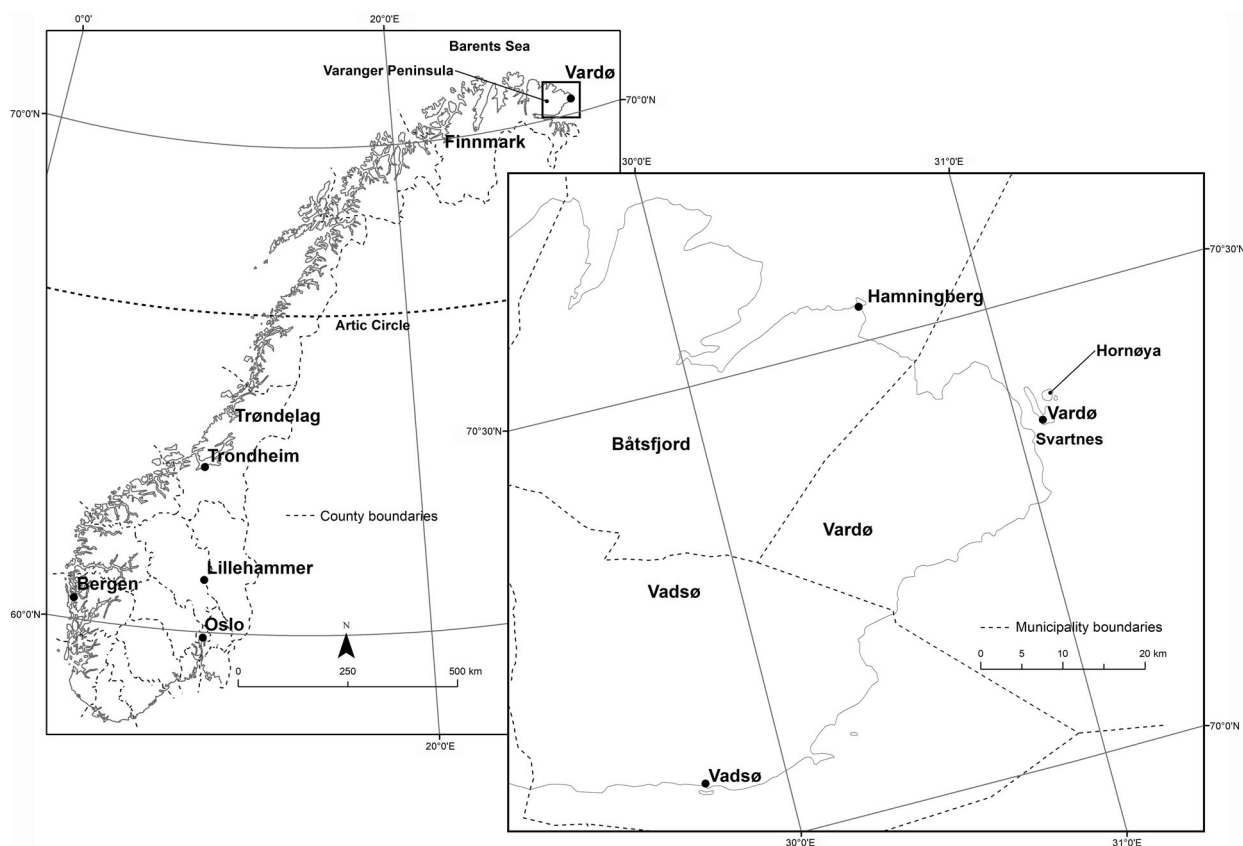 0°0'
20°0'E
Barents Sea
Varanger Peninsula
Vardø
70°0'N
70°0'N
Finnmark
30°0'E
31°0'E
70°30'N
Hamningberg
Artic Circle
Hornøya
Vardø
Svartnes
Trøndelag
70°30'N
Båtsfjord
Trondheim
County boundaries
Vardø
Lillehammer
Bergen
Vadsø
60°0'N
Oslo
N
Municipality boundaries
0 5 10 20 km
0 250 500 km
70°0'N
20°0'E
Vadsø
30°0'E
31°0'E